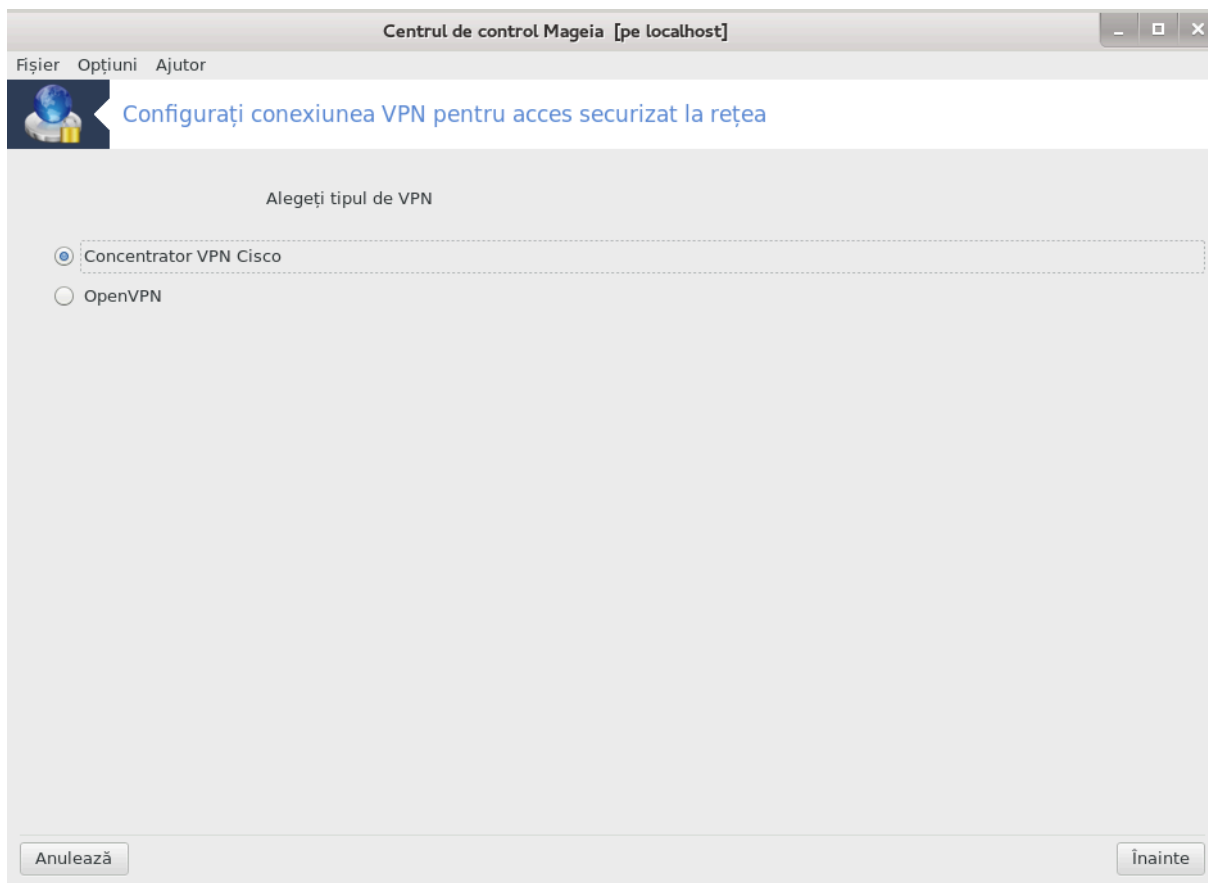 Centrul de control Mageia [pe localhost]
Fișier Opțiuni Ajutor
Configurați conexiunea VPN pentru acces securizat la rețea
Alegeți tipul de VPN
Concentrator VPN Cisco
OpenVPN
Anulează
Înainte